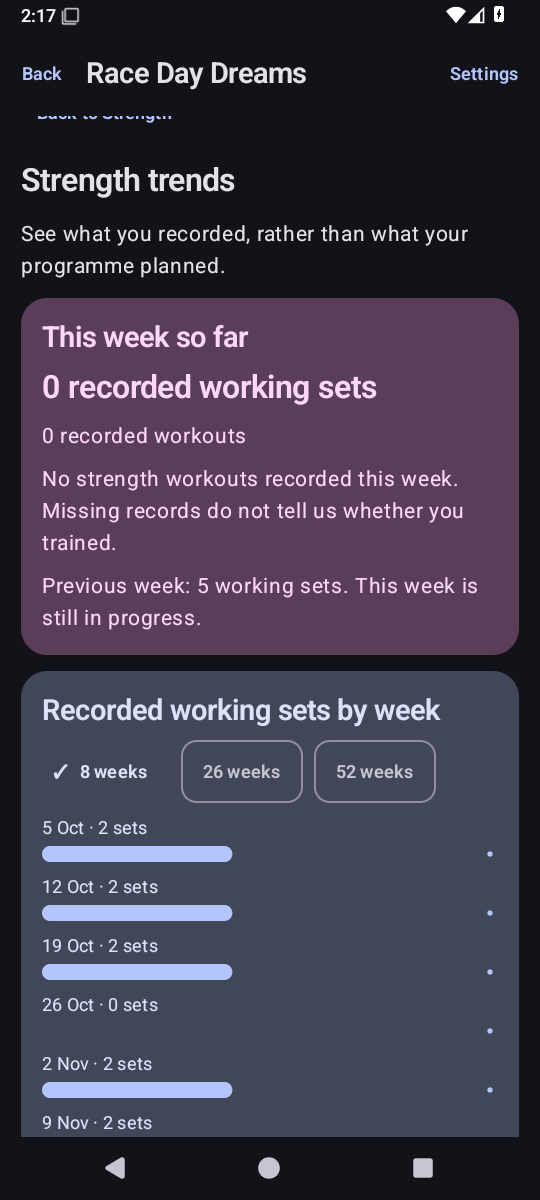 2:17
Back Race Day Dreams Settings
Back to Strength
Strength trends
See what you recorded, rather than what your
programme planned.
This week so far
0 recorded working sets
0 recorded workouts
No strength workouts recorded this week.
Missing records do not tell us whether you
trained.
Previous week: 5 working sets. This week is
still in progress.
Recorded working sets by week
✓ 8 weeks 26 weeks 52 weeks
5 Oct · 2 sets
12 Oct · 2 sets
19 Oct · 2 sets
26 Oct · 0 sets
2 Nov · 2 sets
9 Nov · 2 sets